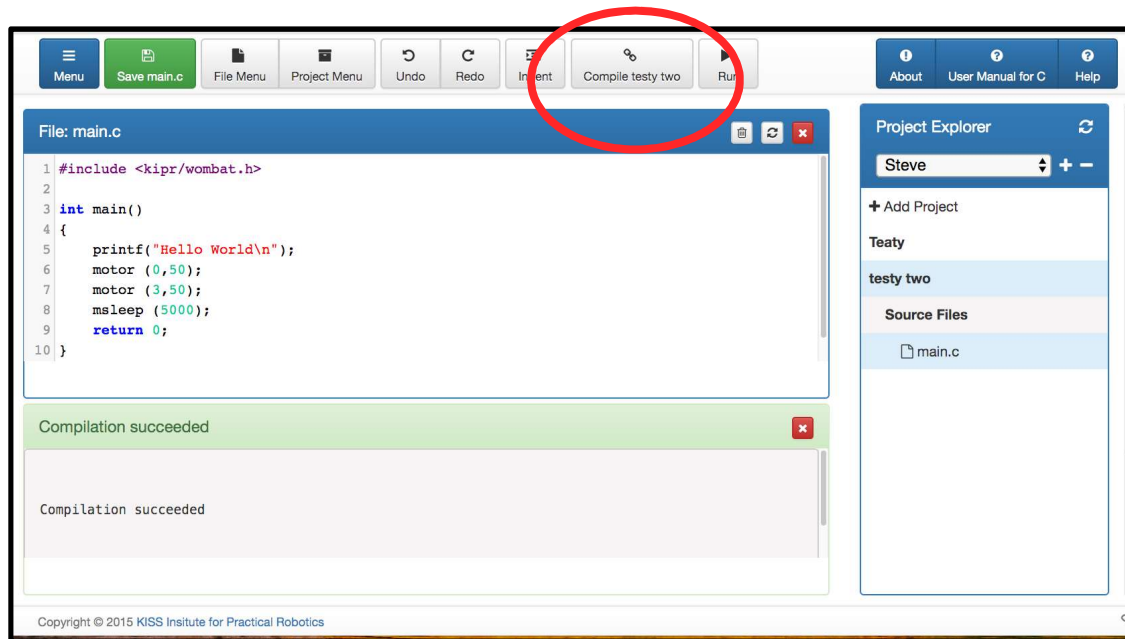 Menu Save main.c File Menu Project Menu Undo Redo Indent Compile testy two Run About User Manual for C Help
File: main.c
1 #include <kipr/wombat.h>
2
3 int main()
4 {
5 printf("Hello World\n");
6 motor (0,50);
7 motor (3,50);
8 msleep (5000);
9 return 0;
10 }
Compilation succeeded
Compilation succeeded
Project Explorer
Steve
Add Project
Teaty
testy two
Source Files
main.c
Copyright © 2015 KISS Insitute for Practical Robotics